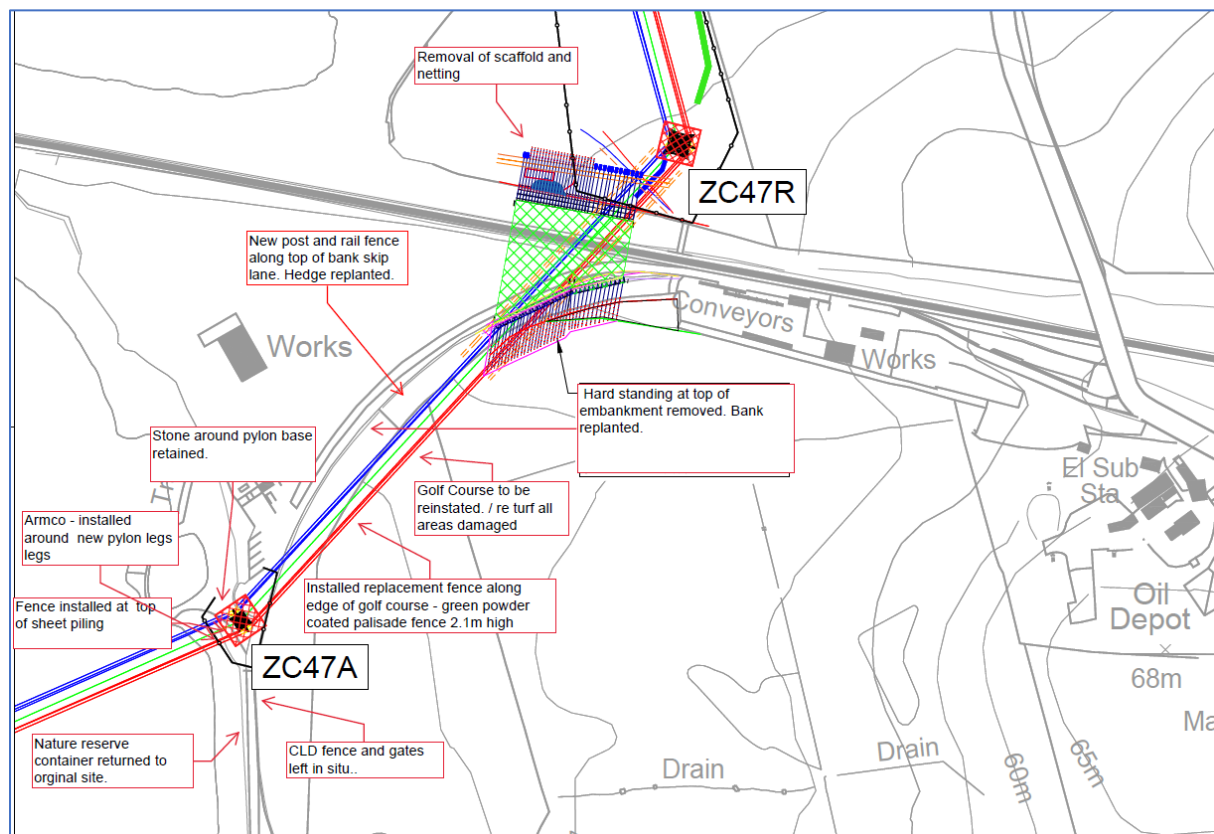 Removal of scaffold and
netting
ZC47R
New post and rail fence
along top of bank skip
lane. Hedge replanted.
Conveyors
Works
Works
Hard standing at top of
embankment removed. Bank
replanted.
Stone around pylon base
retained.
El Sub
Sta
Golf Course to be
reinstated. / re turf all
areas damaged
Armco - installed
around new pylon legs
legs
Installed replacement fence along
edge of golf course - green powder
coated palisade fence 2.1m high
Fence installed at top
of sheet piling
Oil
Depot
ZC47A
68m
Nature reserve
container returned to
orginal site.
CLD fence and gates
left in situ..
Drain
Drain
60m
65m
Ma